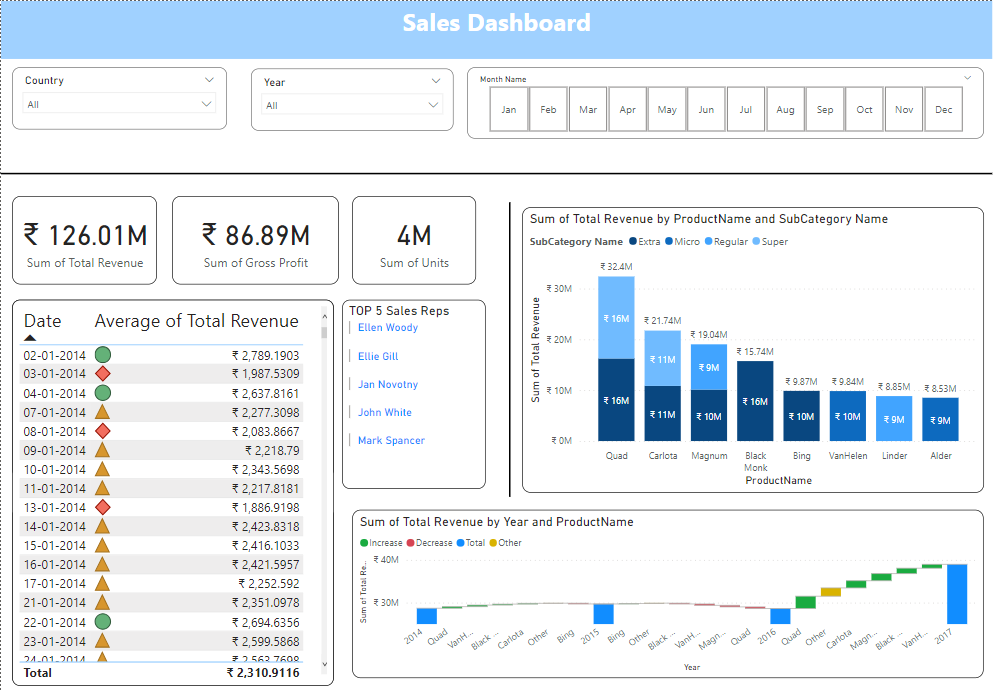 Sales Dashboard
Country
All
Year
All
Month Name
Jan Feb Mar Apr May Jun Jul Aug Sep Oct Nov Dec
₹ 126.01M
Sum of Total Revenue
₹ 86.89M
Sum of Gross Profit
4M
Sum of Units
Date Average of Total Revenue
02-01-2014 ₹ 2,789.1903
03-01-2014 ₹ 1,987.5309
04-01-2014 ₹ 2,637.8161
07-01-2014 ₹ 2,277.3098
08-01-2014 ₹ 2,083.8667
09-01-2014 ₹ 2,218.79
10-01-2014 ₹ 2,343.5698
11-01-2014 ₹ 2,217.8181
13-01-2014 ₹ 1,886.9198
14-01-2014 ₹ 2,423.8318
15-01-2014 ₹ 2,416.1033
16-01-2014 ₹ 2,421.5957
17-01-2014 ₹ 2,252.592
21-01-2014 ₹ 2,351.0978
22-01-2014 ₹ 2,694.6356
23-01-2014 ₹ 2,599.5868
24-01-2014 ₹ 2,563.7698
Total ₹ 2,310.9116
TOP 5 Sales Reps
Ellen Woody
Ellie Gill
Jan Novotny
John White
Mark Spancer
Sum of Total Revenue by ProductName and SubCategory Name
SubCategory Name Extra Micro Regular Super
Sum of Total Revenue
₹ 30M
₹ 20M
₹ 10M
₹ 0M
₹ 32.4M
₹ 16M
₹ 16M
₹ 21.74M
₹ 11M
₹ 11M
₹ 19.04M
₹ 9M
₹ 10M
₹ 15.74M
₹ 16M
₹ 9.87M
₹ 10M
₹ 9.84M
₹ 10M
₹ 8.85M
₹ 9M
₹ 8.53M
₹ 9M
Quad Carlota Magnum Black Monk Bing VanHelen Linder Alder
ProductName
Sum of Total Revenue by Year and ProductName
Increase Decrease Total Other
Sum of Total Re...
₹ 40M
₹ 30M
2014 Quad VanH... Black ... Carlota Other Bing 2015 Bing Other Carlota Black ... VanH... Magn... Quad 2016 Quad Other Carlota Magn... Black ... VanH... 2017
Year